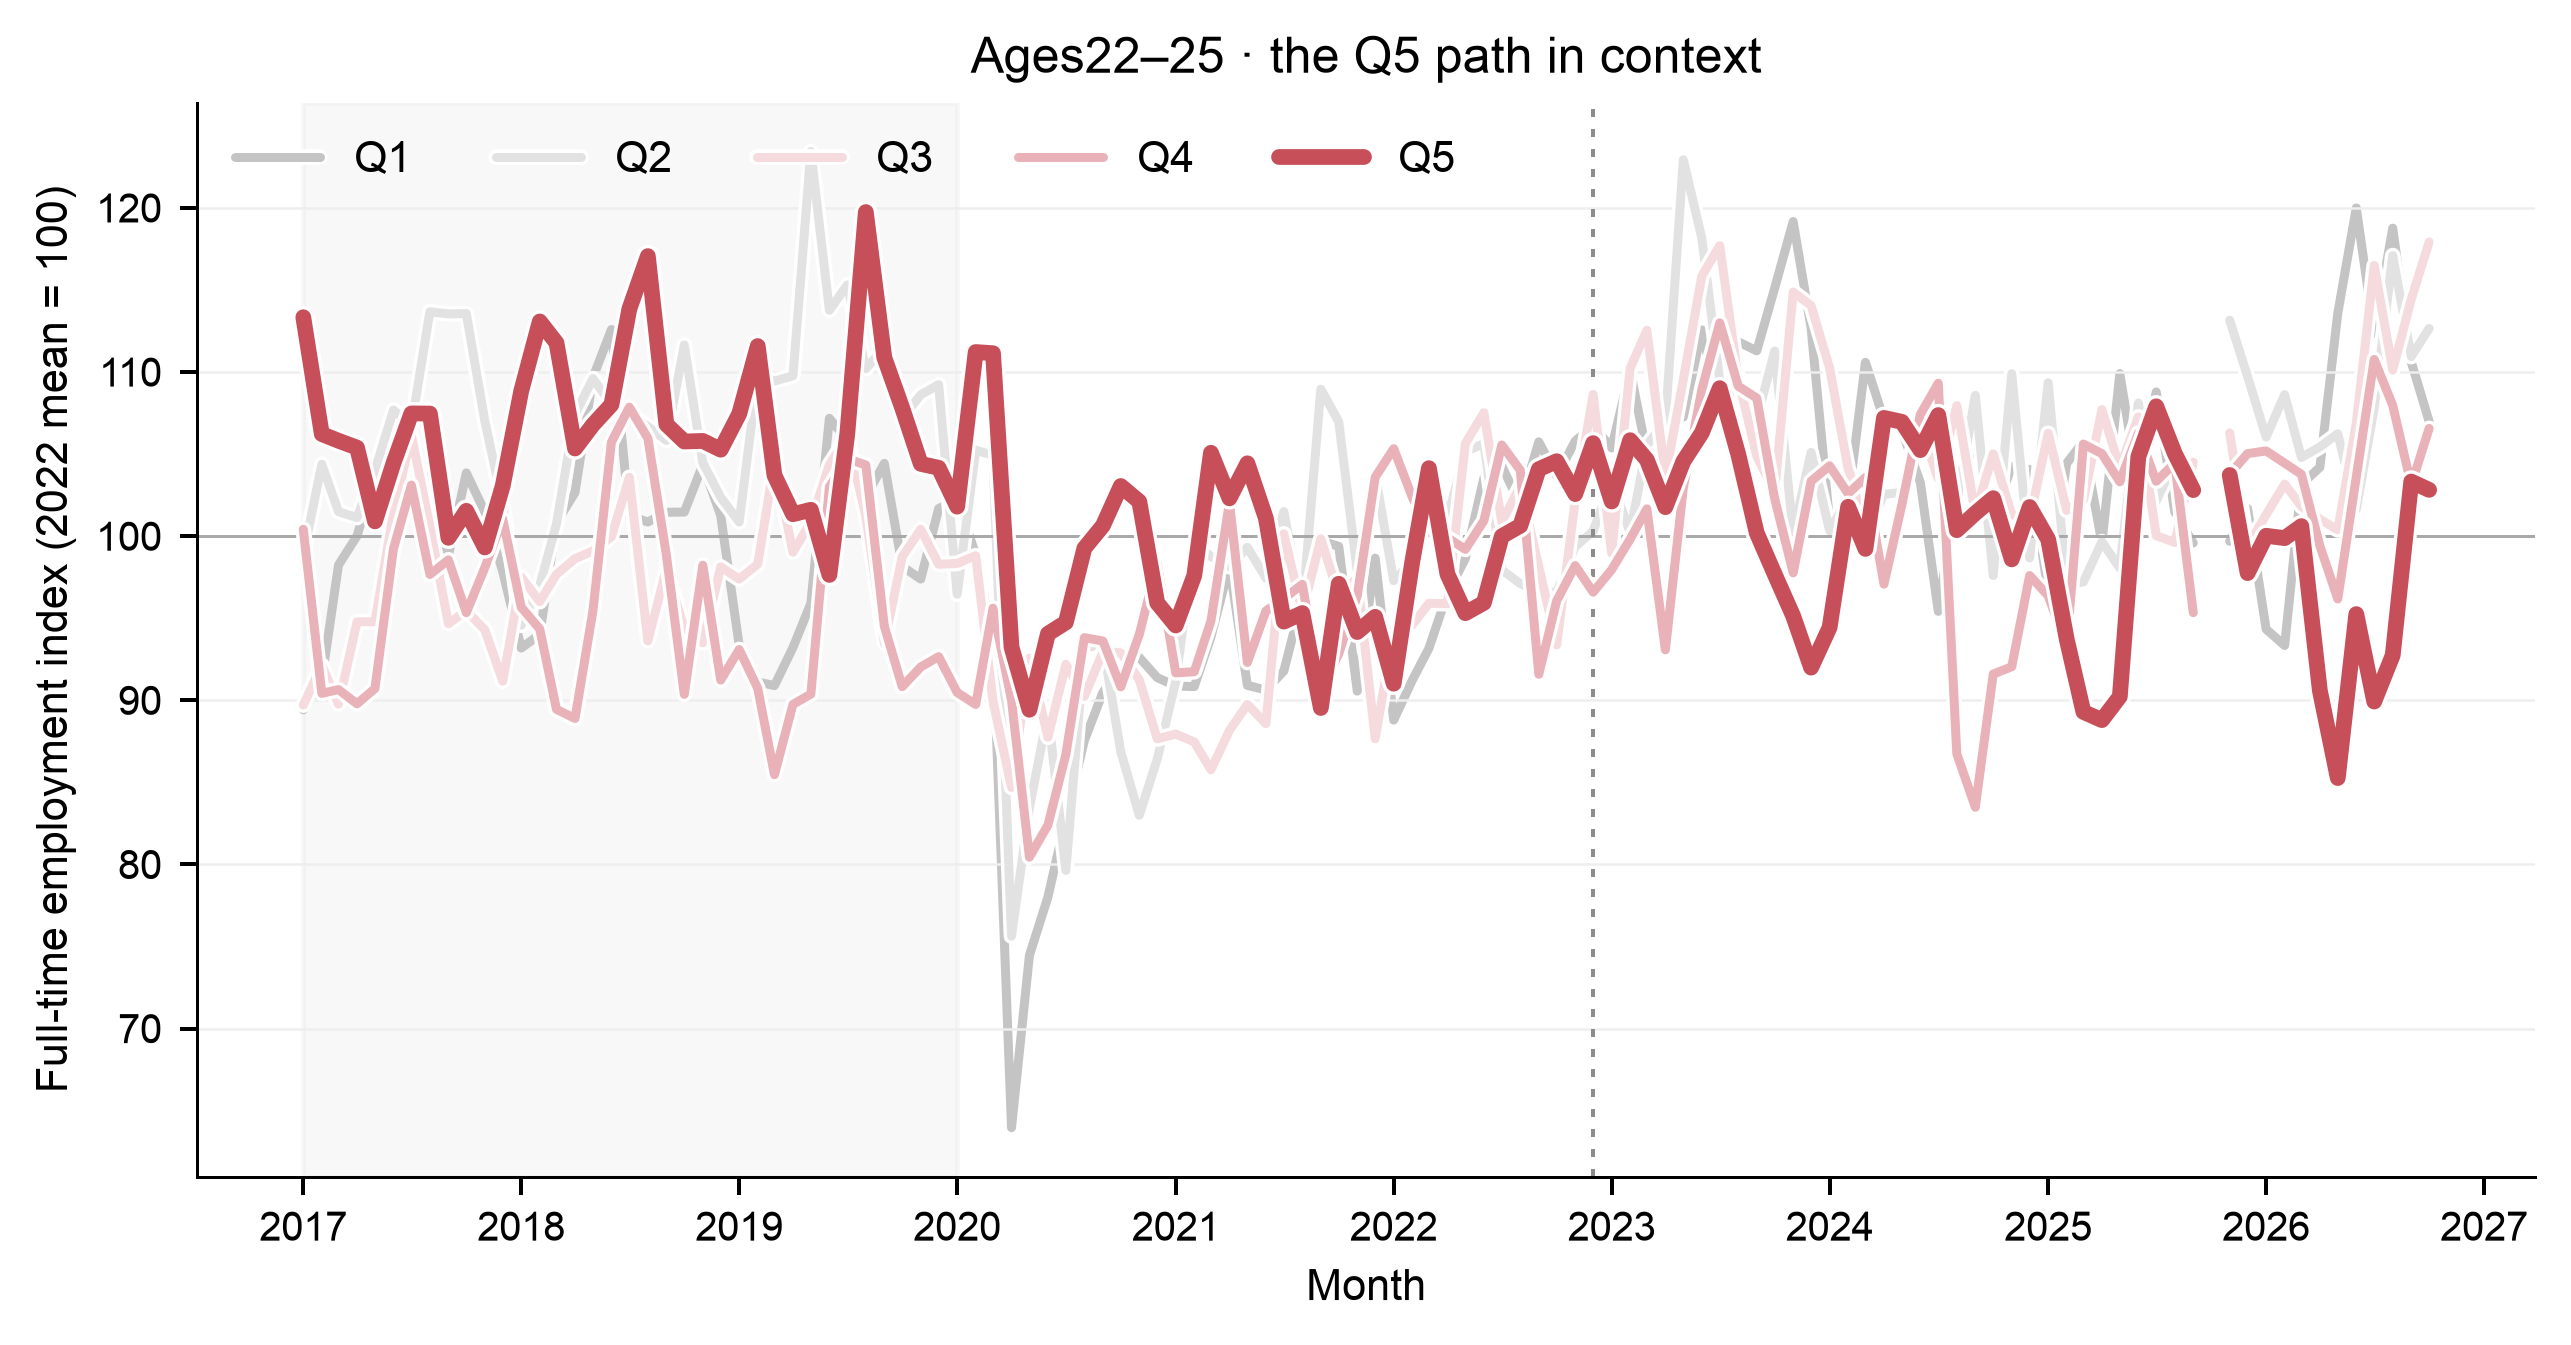 Ages22–25 · the Q5 path in context
Q1 Q2 Q3 Q4 Q5
Full-time employment index (2022 mean = 100)
120
110
100
90
80
70
2017 2018 2019 2020 2021 2022 2023 2024 2025 2026 2027
Month